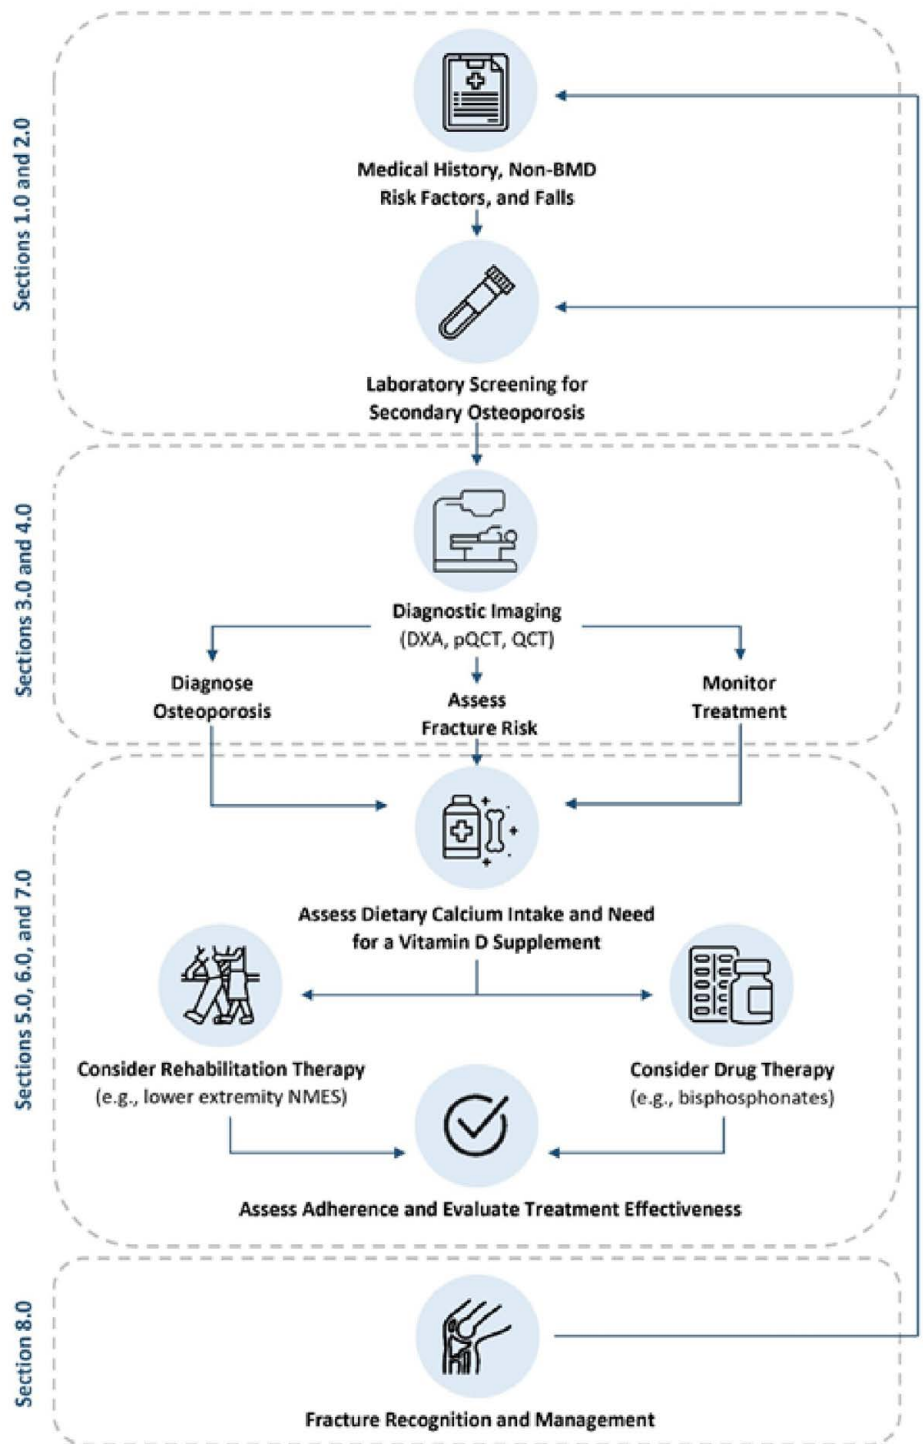 Sections 1.0 and 2.0
Medical History, Non-BMD
Risk Factors, and Falls
Laboratory Screening for
Secondary Osteoporosis
Sections 3.0 and 4.0
Diagnostic Imaging
(DXA, pQCT, QCT)
Diagnose
Osteoporosis
Assess
Fracture Risk
Monitor
Treatment
Sections 5.0, 6.0, and 7.0
Assess Dietary Calcium Intake and Need
for a Vitamin D Supplement
Consider Rehabilitation Therapy
(e.g., lower extremity NMES)
Consider Drug Therapy
(e.g., bisphosphonates)
Assess Adherence and Evaluate Treatment Effectiveness
Section 8.0
Fracture Recognition and Management